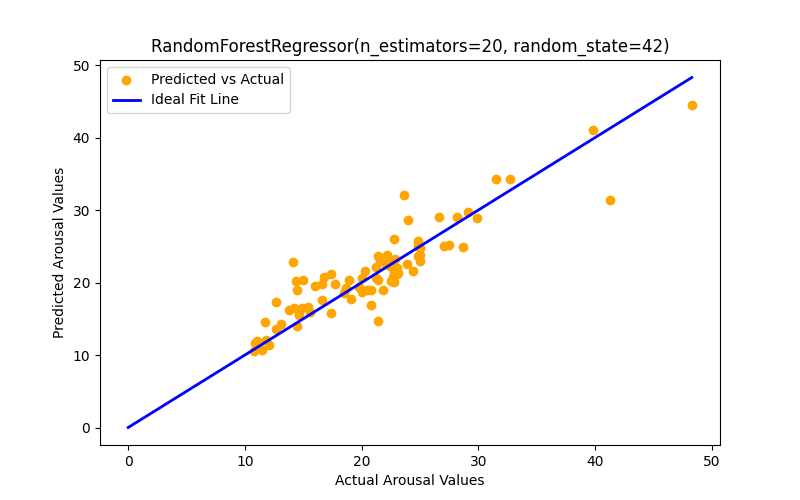 RandomForestRegressor(n_estimators=20, random_state=42)
Predicted vs Actual
Ideal Fit Line
Predicted Arousal Values
50
40
30
20
10
0
0 10 20 30 40 50
Actual Arousal Values